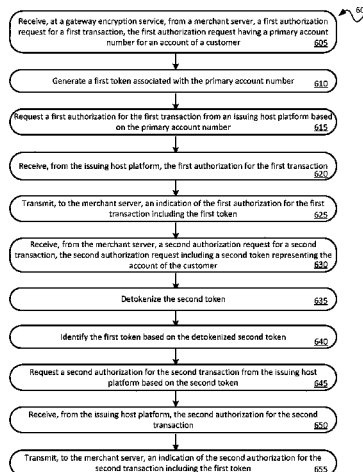 60
Receive, at a gateway encryption service, from a merchant server, a first authorization
request for a first transaction, the first authorization request having a primary account
number for an account of a customer
605
Generate a first token associated with the primary account number 610
Request a first authorization for the first transaction from an issuing host platform based
on the primary account number 615
Receive, from the issuing host platform, the first authorization for the first transaction
620
Transmit, to the merchant server, an indication of the first authorization for the first
transaction including the first token 625
Receive, from the merchant server, a second authorization request for a second
transaction, the second authorization request including a second token representing the
account of the customer 630
Detokenize the second token 635
Identify the first token based on the detokenized second token 640
Request a second authorization for the second transaction from the issuing host
platform based on the second token 645
Receive, from the issuing host platform, the second authorization for the second
transaction 650
Transmit, to the merchant server, an indication of the second authorization for the
second transaction including the first token 655